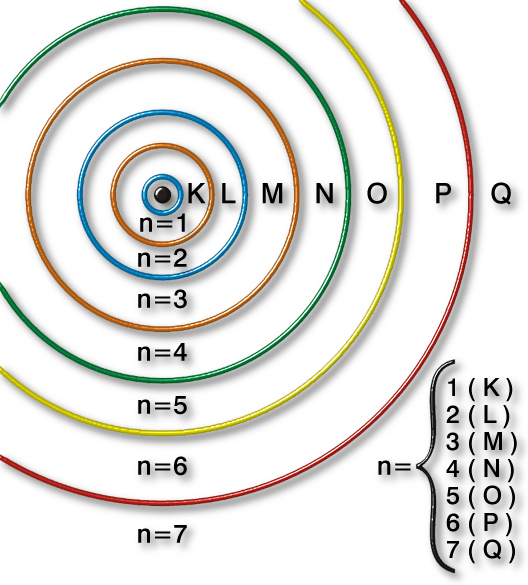 K L M N O P Q
n=1
n=2
n=3
n=4
n=5
n=6
n=7
n=
1 ( K )
2 ( L )
3 ( M )
4 ( N )
5 ( O )
6 ( P )
7 ( Q )